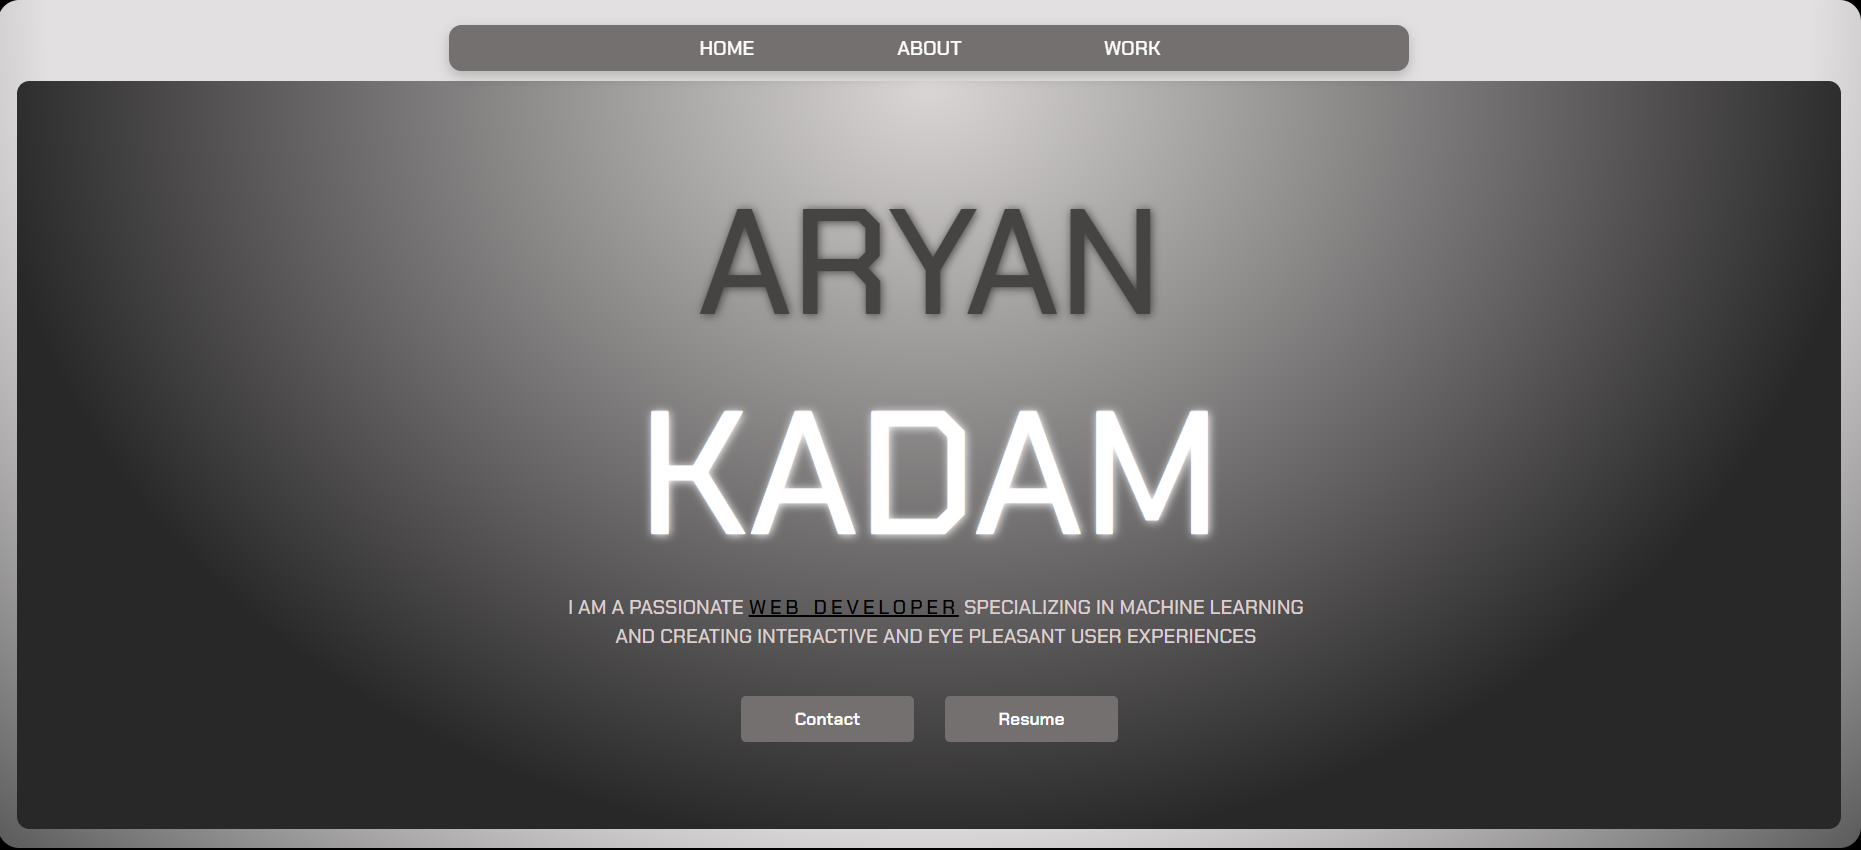 HOME ABOUT WORK
ARYAN
KADAM
I AM A PASSIONATE WEB DEVELOPER SPECIALIZING IN MACHINE LEARNING
AND CREATING INTERACTIVE AND EYE PLEASANT USER EXPERIENCES
Contact Resume